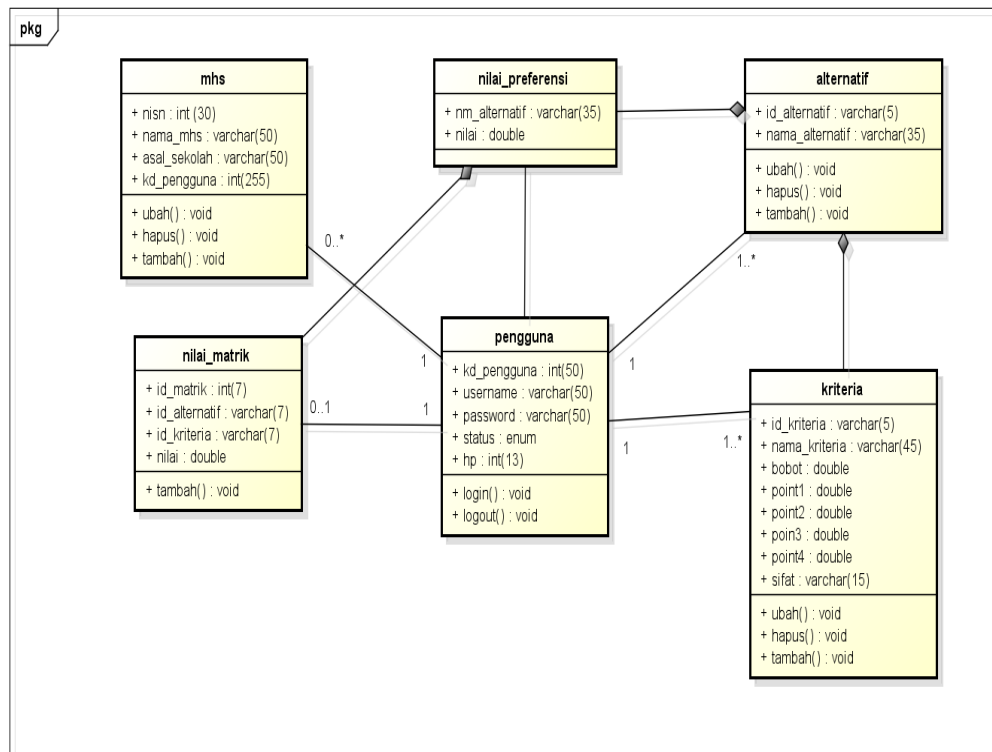 pkg
mhs
+ nisn : int (30)
+ nama_mhs : varchar(50)
+ asal_sekolah : varchar(50)
+ kd_pengguna : int(255)
+ ubah() : void
+ hapus() : void
+ tambah() : void
nilai_preferensi
+ nm_alternatif : varchar(35)
+ nilai : double
alternatif
+ id_alternatif : varchar(5)
+ nama_alternatif : varchar(35)
+ ubah() : void
+ hapus() : void
+ tambah() : void
0..*
1
1..*
1
nilai_matrik
+ id_matrik : int(7)
+ id_alternatif : varchar(7)
+ id_kriteria : varchar(7)
+ nilai : double
+ tambah() : void
0..1
1
pengguna
+ kd_pengguna : int(50)
+ username : varchar(50)
+ password : varchar(50)
+ status : enum
+ hp : int(13)
+ login() : void
+ logout() : void
1
1..*
kriteria
+ id_kriteria : varchar(5)
+ nama_kriteria : varchar(45)
+ bobot : double
+ point1 : double
+ point2 : double
+ poin3 : double
+ point4 : double
+ sifat : varchar(15)
+ ubah() : void
+ hapus() : void
+ tambah() : void